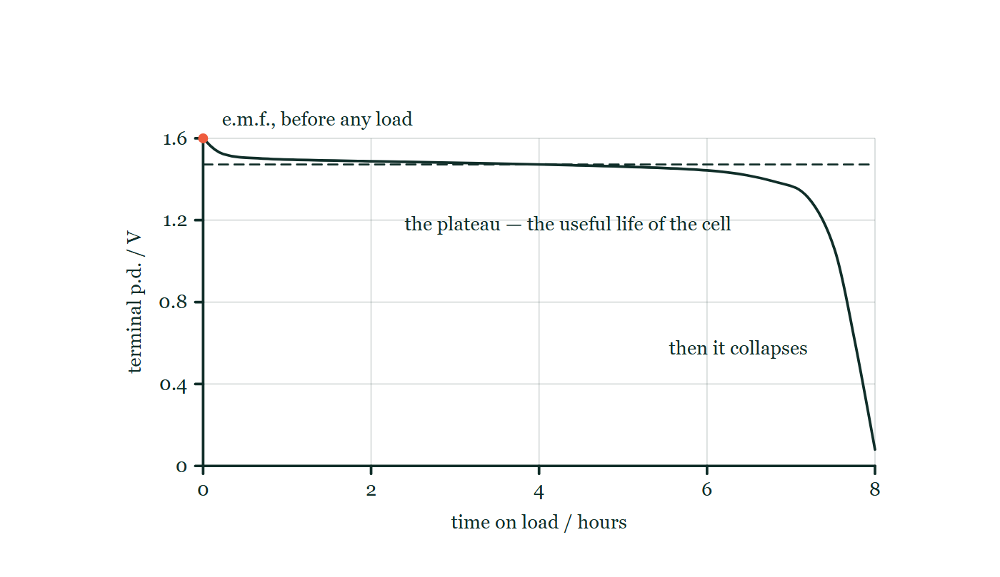 e.m.f., before any load
1.6
1.2
the plateau — the useful life of the cell
terminal p.d. / V
0.8
then it collapses
0.4
0
0
2
4
6
8
time on load / hours